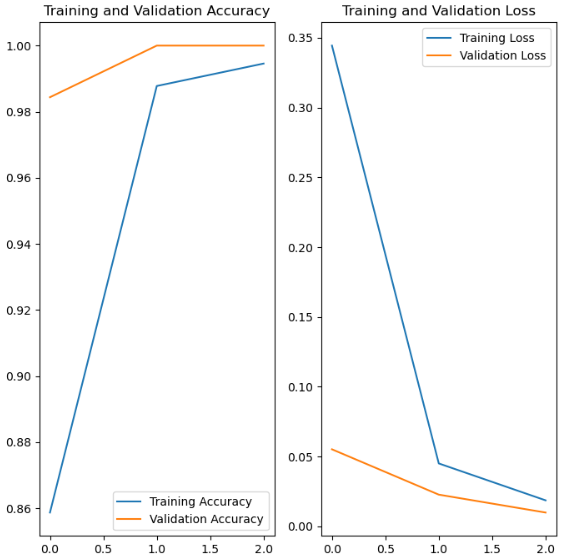 Training and Validation Accuracy
1.00
0.98
0.96
0.94
0.92
0.90
0.88
0.86
Training Accuracy
Validation Accuracy
0.0 0.5 1.0 1.5 2.0
Training and Validation Loss
0.35
0.30
0.25
0.20
0.15
0.10
0.05
0.00
Training Loss
Validation Loss
0.0 0.5 1.0 1.5 2.0